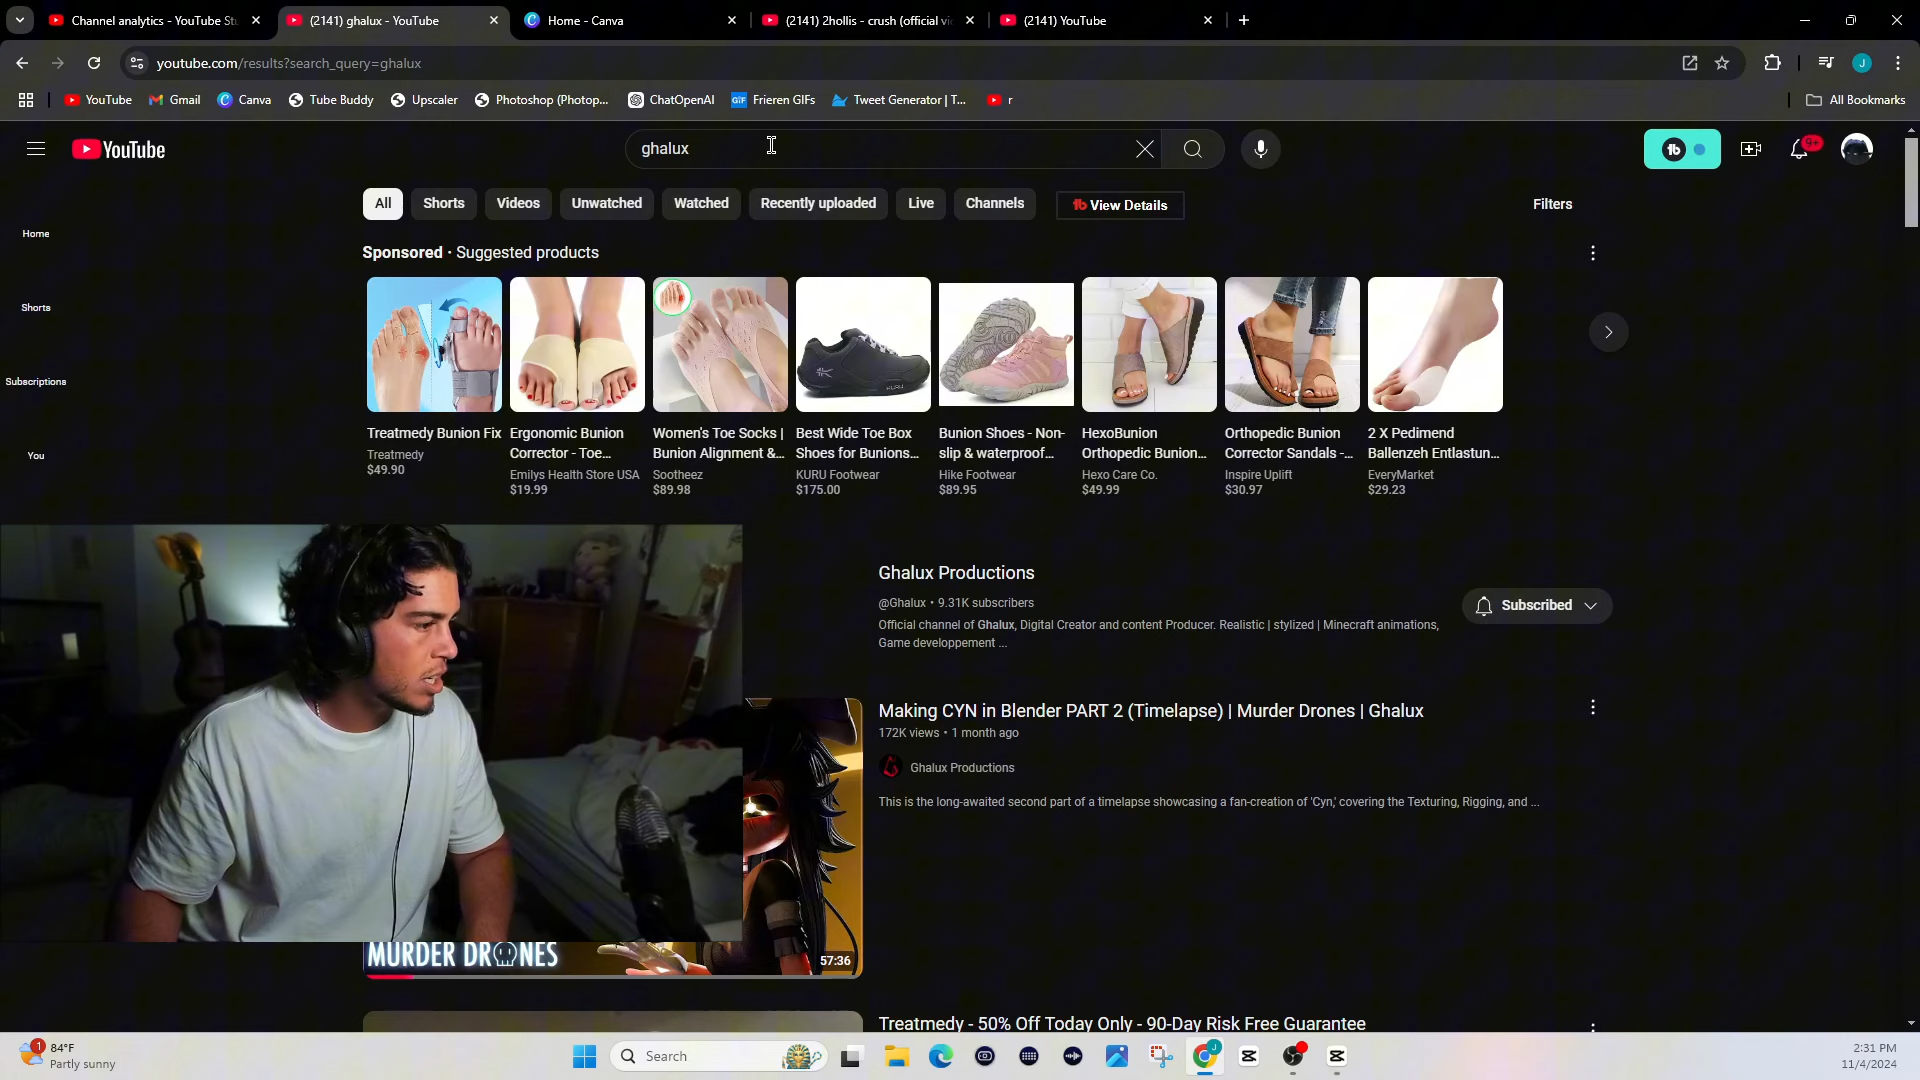 Channel analytics - YouTube Stu
(2141) ghalux - YouTube
Home - Canva
(2141) 2hollis - crush (official vi
(2141) YouTube
youtube.com/results?search_query=ghalux
J
YouTube
Gmail
Canva
Tube Buddy
Upscaler
Photoshop (Photop...
ChatOpenAI
GIF
Frieren GIFs
Tweet Generator | T...
r
All Bookmarks
YouTube
ghalux
tb
9+
All
Shorts
Videos
Unwatched
Watched
Recently uploaded
Live
Channels
tb View Details
Filters
Home
Shorts
Subscriptions
You
Sponsored · Suggested products
Treatmedy Bunion Fix
Treatmedy
$49.90
Ergonomic Bunion
Corrector - Toe...
Emilys Health Store USA
$19.99
Women's Toe Socks |
Bunion Alignment &...
Sootheez
$89.98
KURU
Best Wide Toe Box
Shoes for Bunions...
KURU Footwear
$175.00
Bunion Shoes - Non-
slip & waterproof...
Hike Footwear
$89.95
HexoBunion
Orthopedic Bunion...
Hexo Care Co.
$49.99
Orthopedic Bunion
Corrector Sandals -...
Inspire Uplift
$30.97
2 X Pedimend
Ballenzeh Entlastun...
EveryMarket
$29.23
Ghalux Productions
@Ghalux • 9.31K subscribers
Official channel of Ghalux, Digital Creator and content Producer. Realistic | stylized | Minecraft animations,
Game developpement ...
Subscribed
Making CYN in Blender PART 2 (Timelapse) | Murder Drones | Ghalux
172K views • 1 month ago
Ghalux Productions
This is the long-awaited second part of a timelapse showcasing a fan-creation of 'Cyn,' covering the Texturing, Rigging, and ...
MURDER DRONES
57:36
Treatmedy - 50% Off Today Only - 90-Day Risk Free Guarantee
1
84°F
Partly sunny
Search
J
2:31 PM
11/4/2024